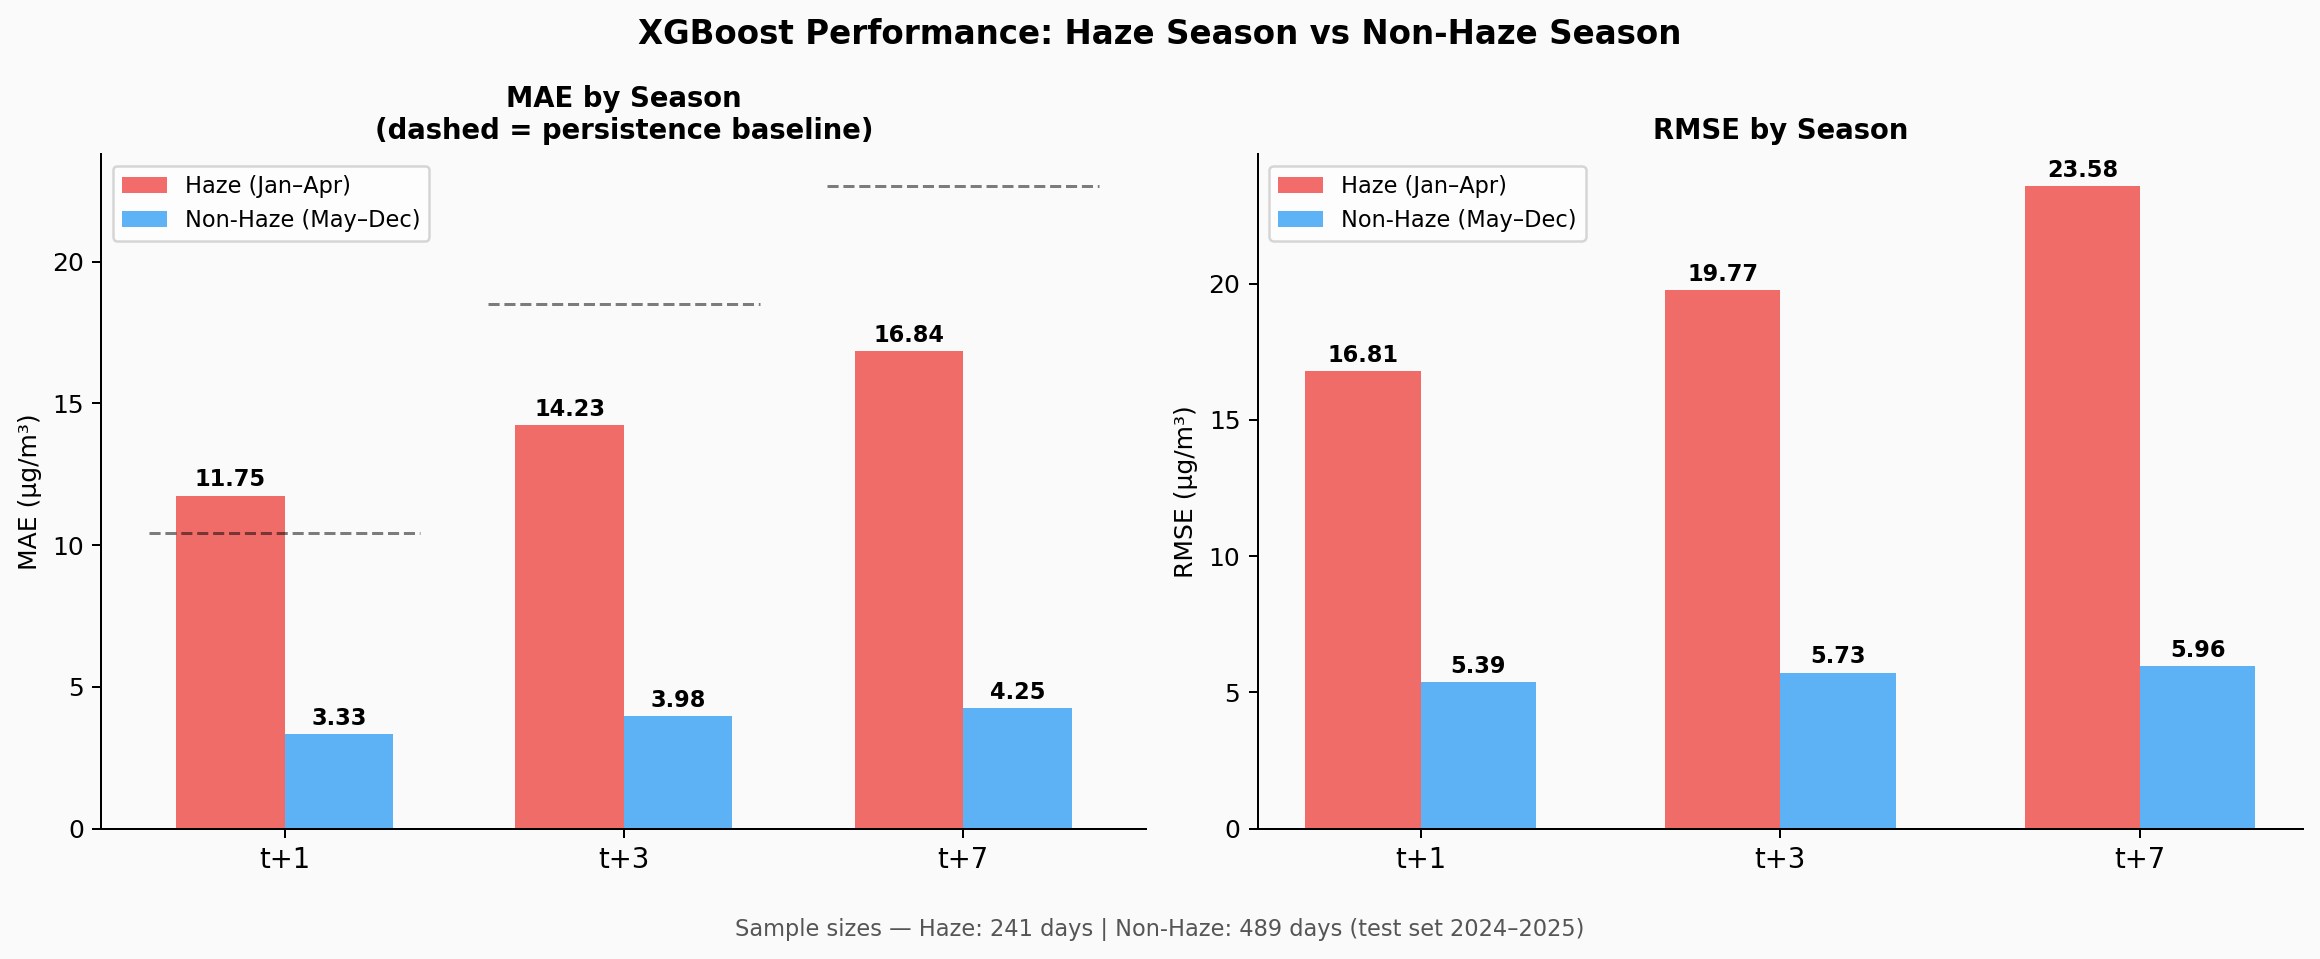 XGBoost Performance: Haze Season vs Non-Haze Season
MAE by Season
(dashed = persistence baseline)
Haze (Jan–Apr)
Non-Haze (May–Dec)
MAE (µg/m³)
20
15
10
5
0
11.75
3.33
14.23
3.98
16.84
4.25
t+1
t+3
t+7
RMSE by Season
Haze (Jan–Apr)
Non-Haze (May–Dec)
RMSE (µg/m³)
20
15
10
5
0
16.81
5.39
19.77
5.73
23.58
5.96
t+1
t+3
t+7
Sample sizes — Haze: 241 days | Non-Haze: 489 days (test set 2024–2025)